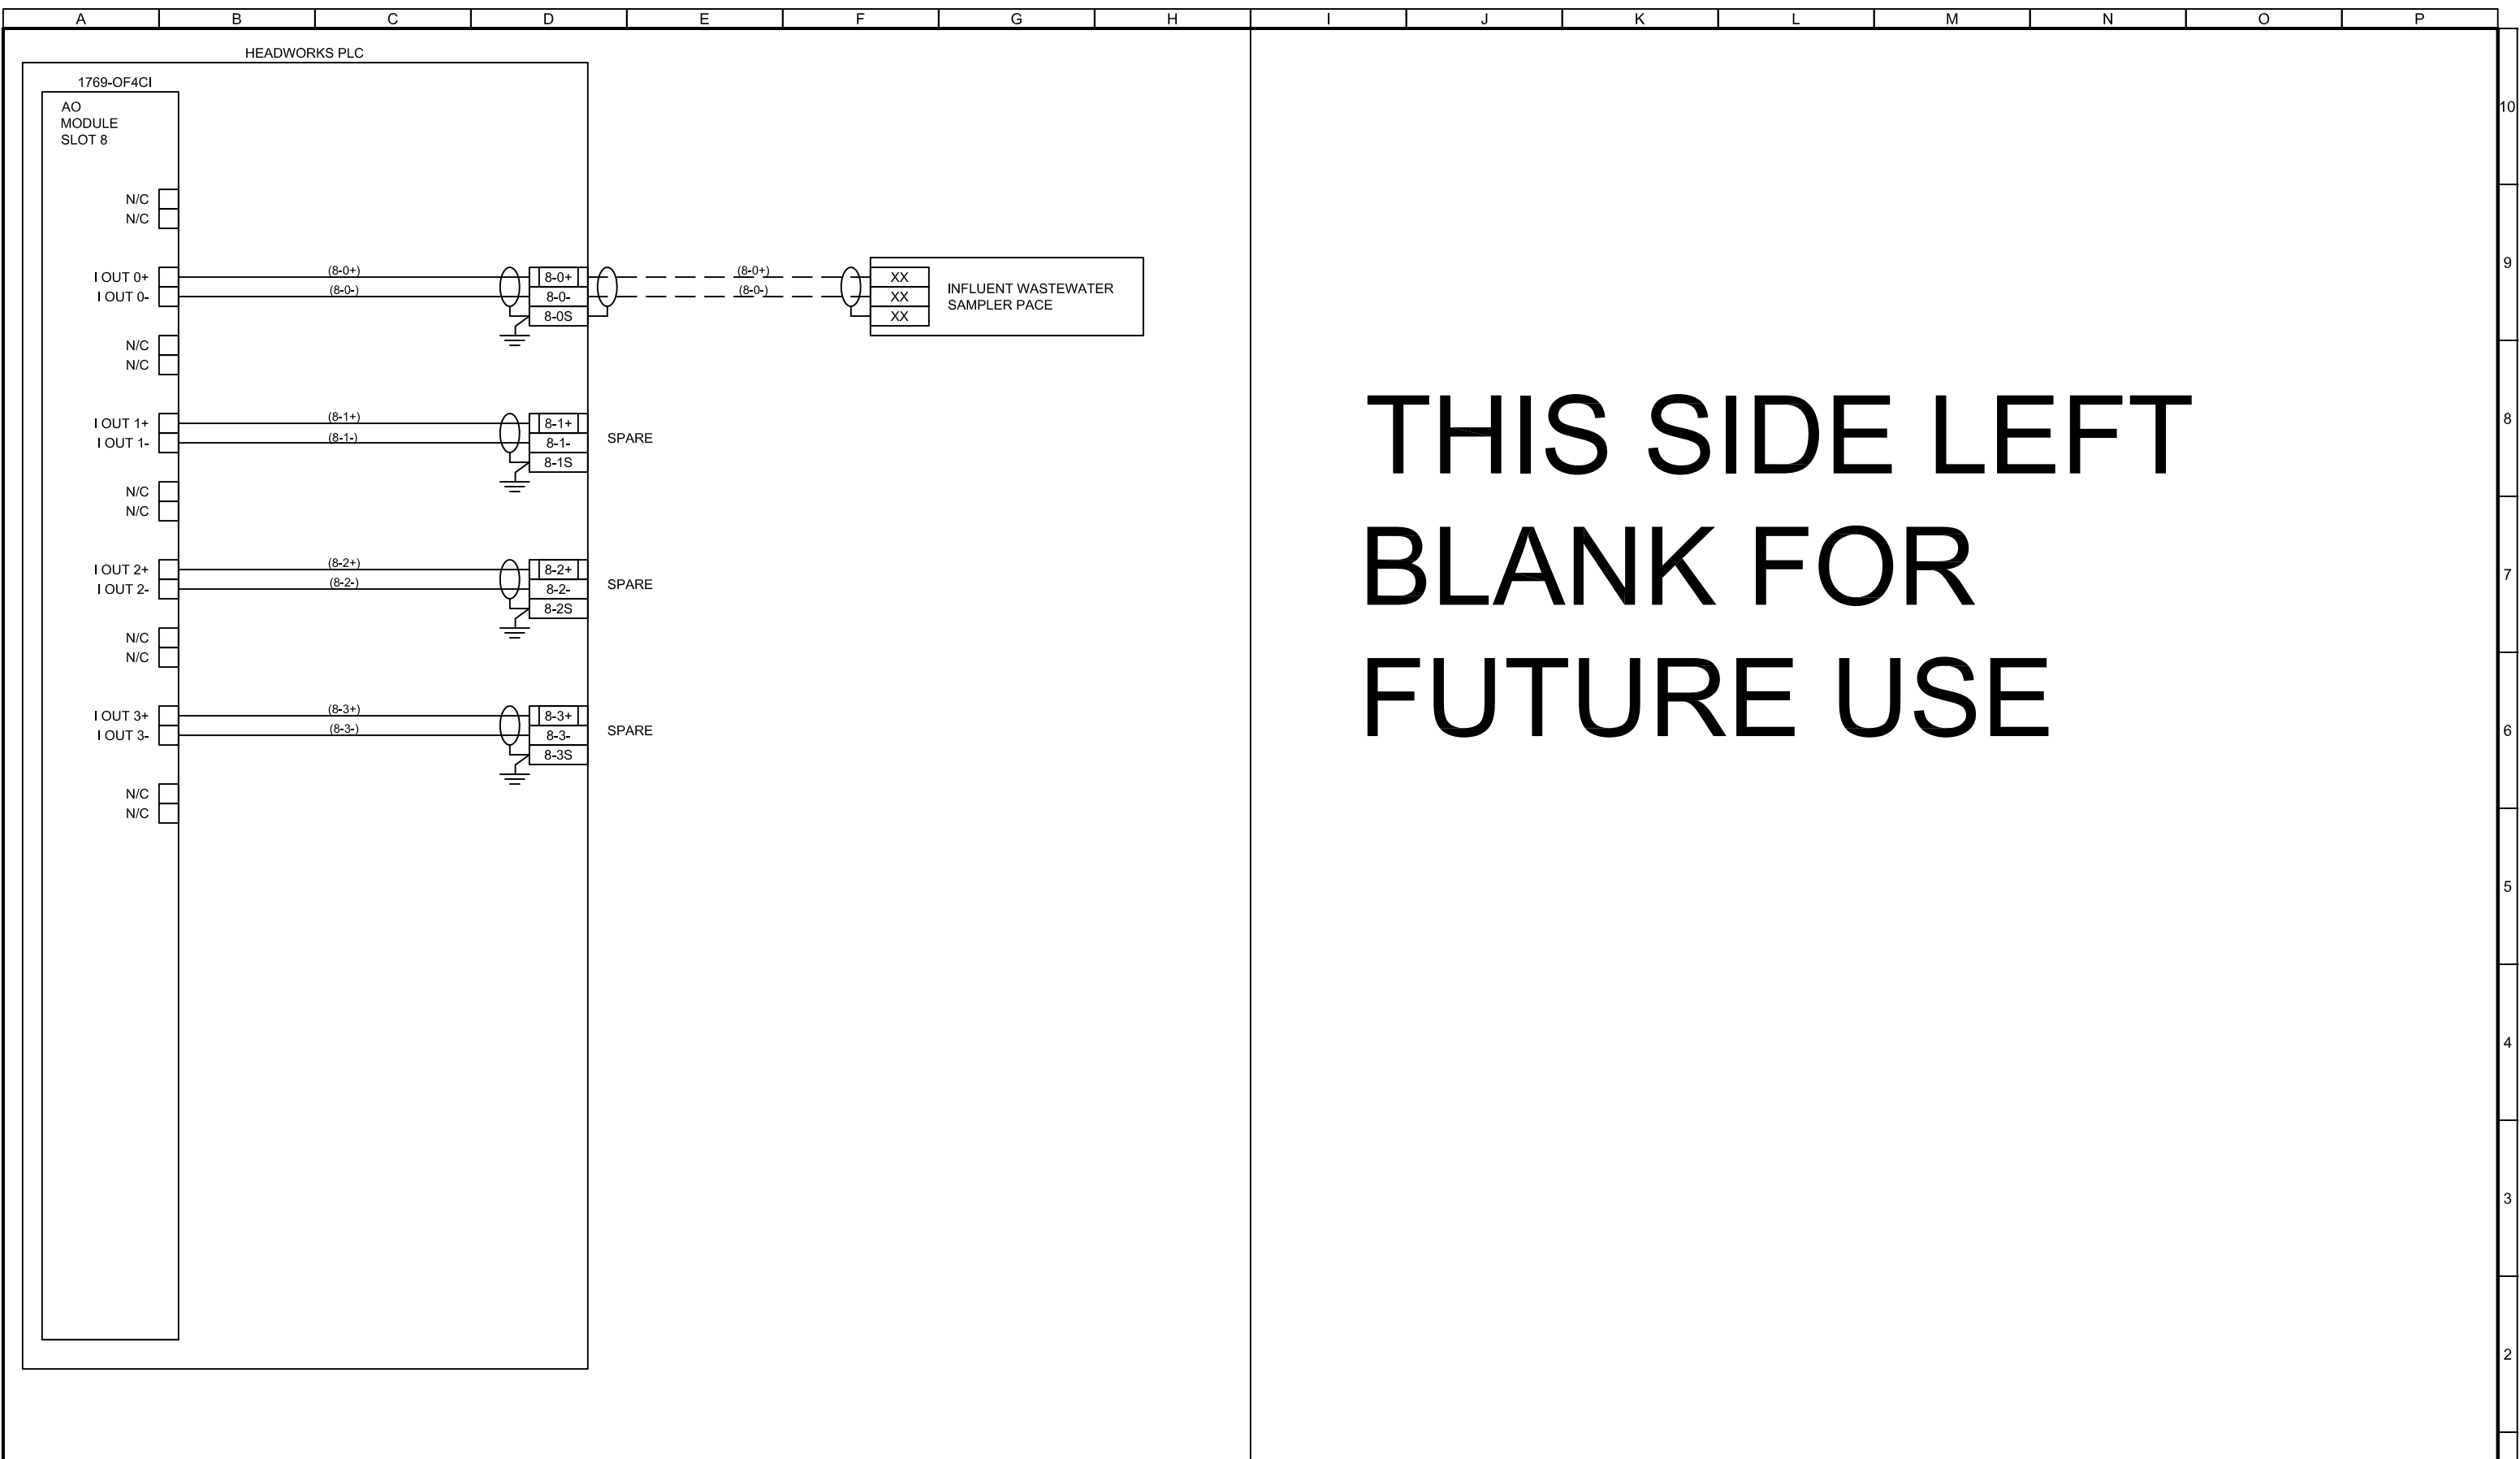 A B C D E F G H I J K L M N O P
HEADWORKS PLC
1769-OF4CI
AO
MODULE
SLOT 8
10
N/C
N/C
I OUT 0+ (8-0+) 8-0+ (8-0+) XX
I OUT 0- (8-0-) 8-0- (8-0-) XX
8-0S XX
INFLUENT WASTEWATER
SAMPLER PACE
9
N/C
N/C
I OUT 1+ (8-1+) 8-1+
I OUT 1- (8-1-) 8-1- SPARE
8-1S
8
N/C
N/C
I OUT 2+ (8-2+) 8-2+
I OUT 2- (8-2-) 8-2- SPARE
8-2S
7
N/C
N/C
I OUT 3+ (8-3+) 8-3+
I OUT 3- (8-3-) 8-3- SPARE
8-3S
6
N/C
N/C
THIS SIDE LEFT
BLANK FOR
FUTURE USE
5
4
3
2